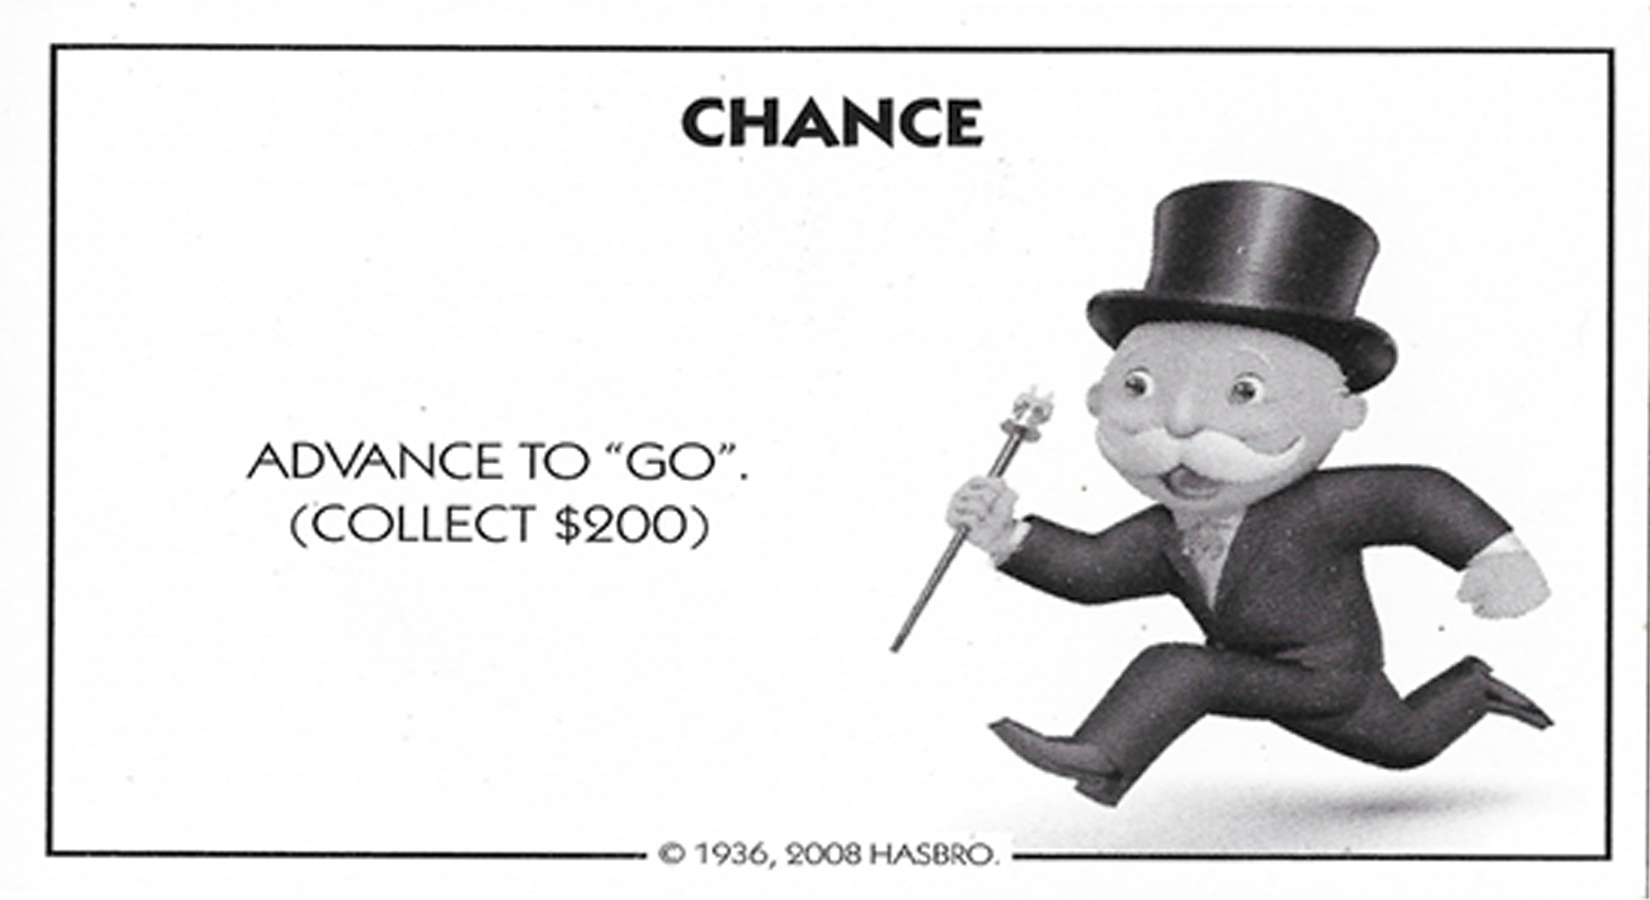 CHANCE
ADVANCE TO “GO”.
(COLLECT $200)
© 1936, 2008 HASBRO.